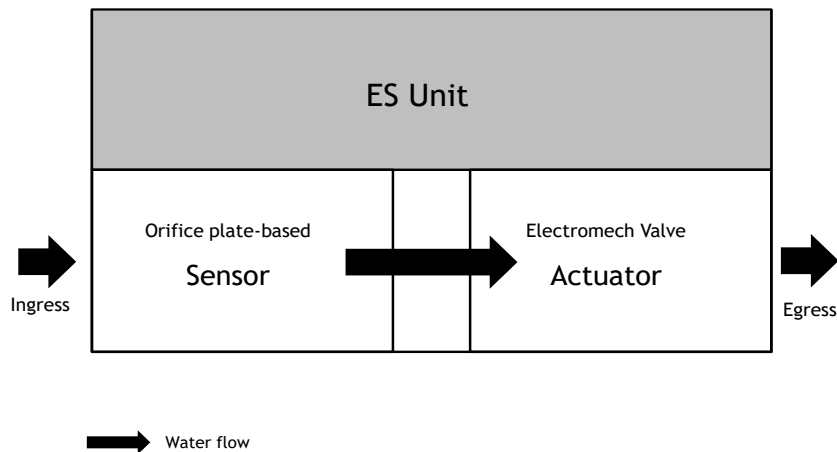 ES Unit
Orifice plate-based
Sensor
Electromech Valve
Actuator
Ingress
Egress
Water flow